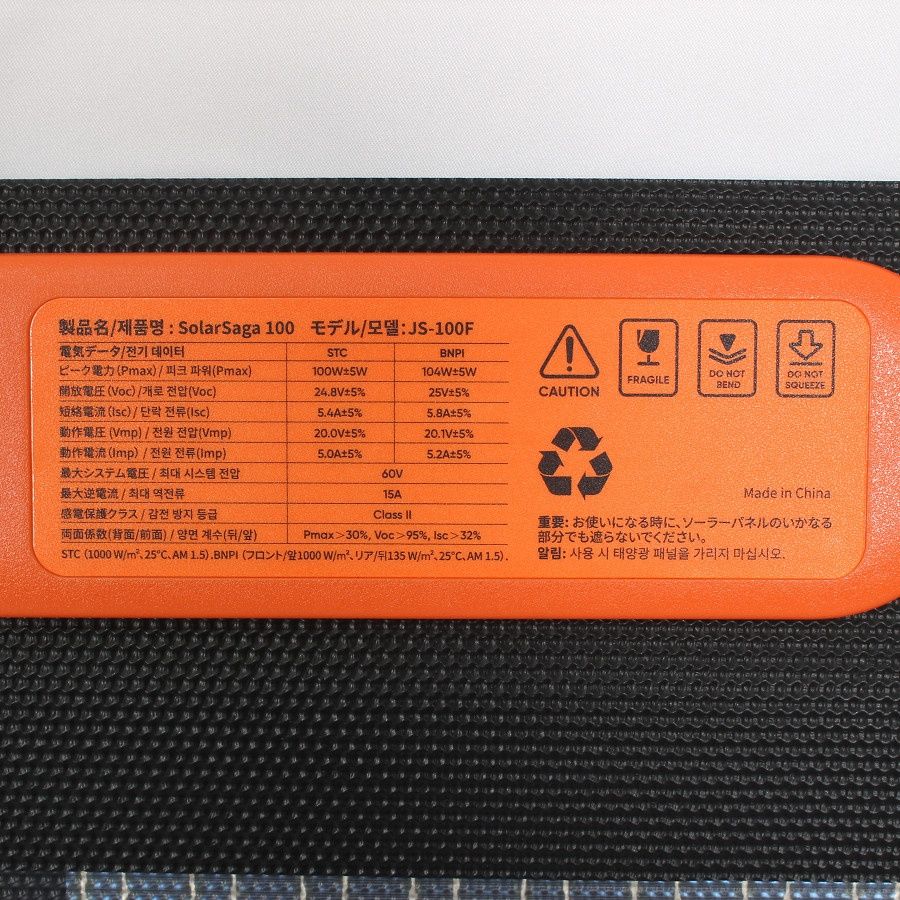 製品名/제품명 : SolarSaga 100 モデル/모델: JS-100F
電気データ/전기 데이터 STC BNPI
ピーク電力 (Pmax) / 피크 파워(Pmax) 100W±5W 104W±5W
開放電圧 (Voc) /개로 전압(Voc) 24.8V±5% 25V±5%
短絡電流 (Isc) / 단락 전류(Isc) 5.4A±5% 5.8A±5%
動作電圧 (Vmp) / 전원 전압(Vmp) 20.0V±5% 20.1V±5%
動作電流 (Imp) / 전원 전류(Imp) 5.0A±5% 5.2A±5%
最大システム電圧 / 최대 시스템 전압 60V
最大逆電流 / 최대 역전류 15A
感電保護クラス / 감전 방지 등급 Class II
両面係数(背面/前面) / 양면 계수(뒤/앞) Pmax>30%, Voc>95%, Isc>32%
STC (1000 W/m², 25°C, AM 1.5). BNPI (フロント/앞1000 W/m², リア/뒤135 W/m², 25°C, AM 1.5).
CAUTION
FRAGILE
DO NOT
BEND
DO NOT
SQUEEZE
Made in China
重要: お使いになる時に、ソーラーパネルのいかなる
部分でも遮らないでください。
알림: 사용 시 태양광 패널을 가리지 마십시오.